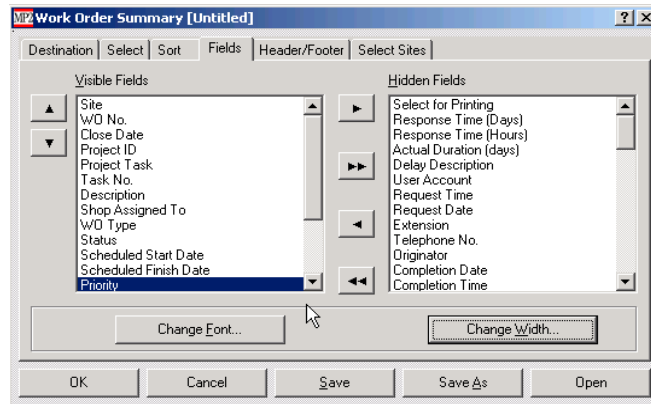 MP2 Work Order Summary [Untitled]
Destination Select Sort Fields Header/Footer Select Sites
Visible Fields
Site
WO No.
Close Date
Project ID
Project Task
Task No.
Description
Shop Assigned To
WO Type
Status
Scheduled Start Date
Scheduled Finish Date
Priority
Hidden Fields
Select for Printing
Response Time (Days)
Response Time (Hours)
Actual Duration (days)
Delay Description
User Account
Request Time
Request Date
Extension
Telephone No.
Originator
Completion Date
Completion Time
Change Font... Change Width...
OK Cancel Save Save As Open